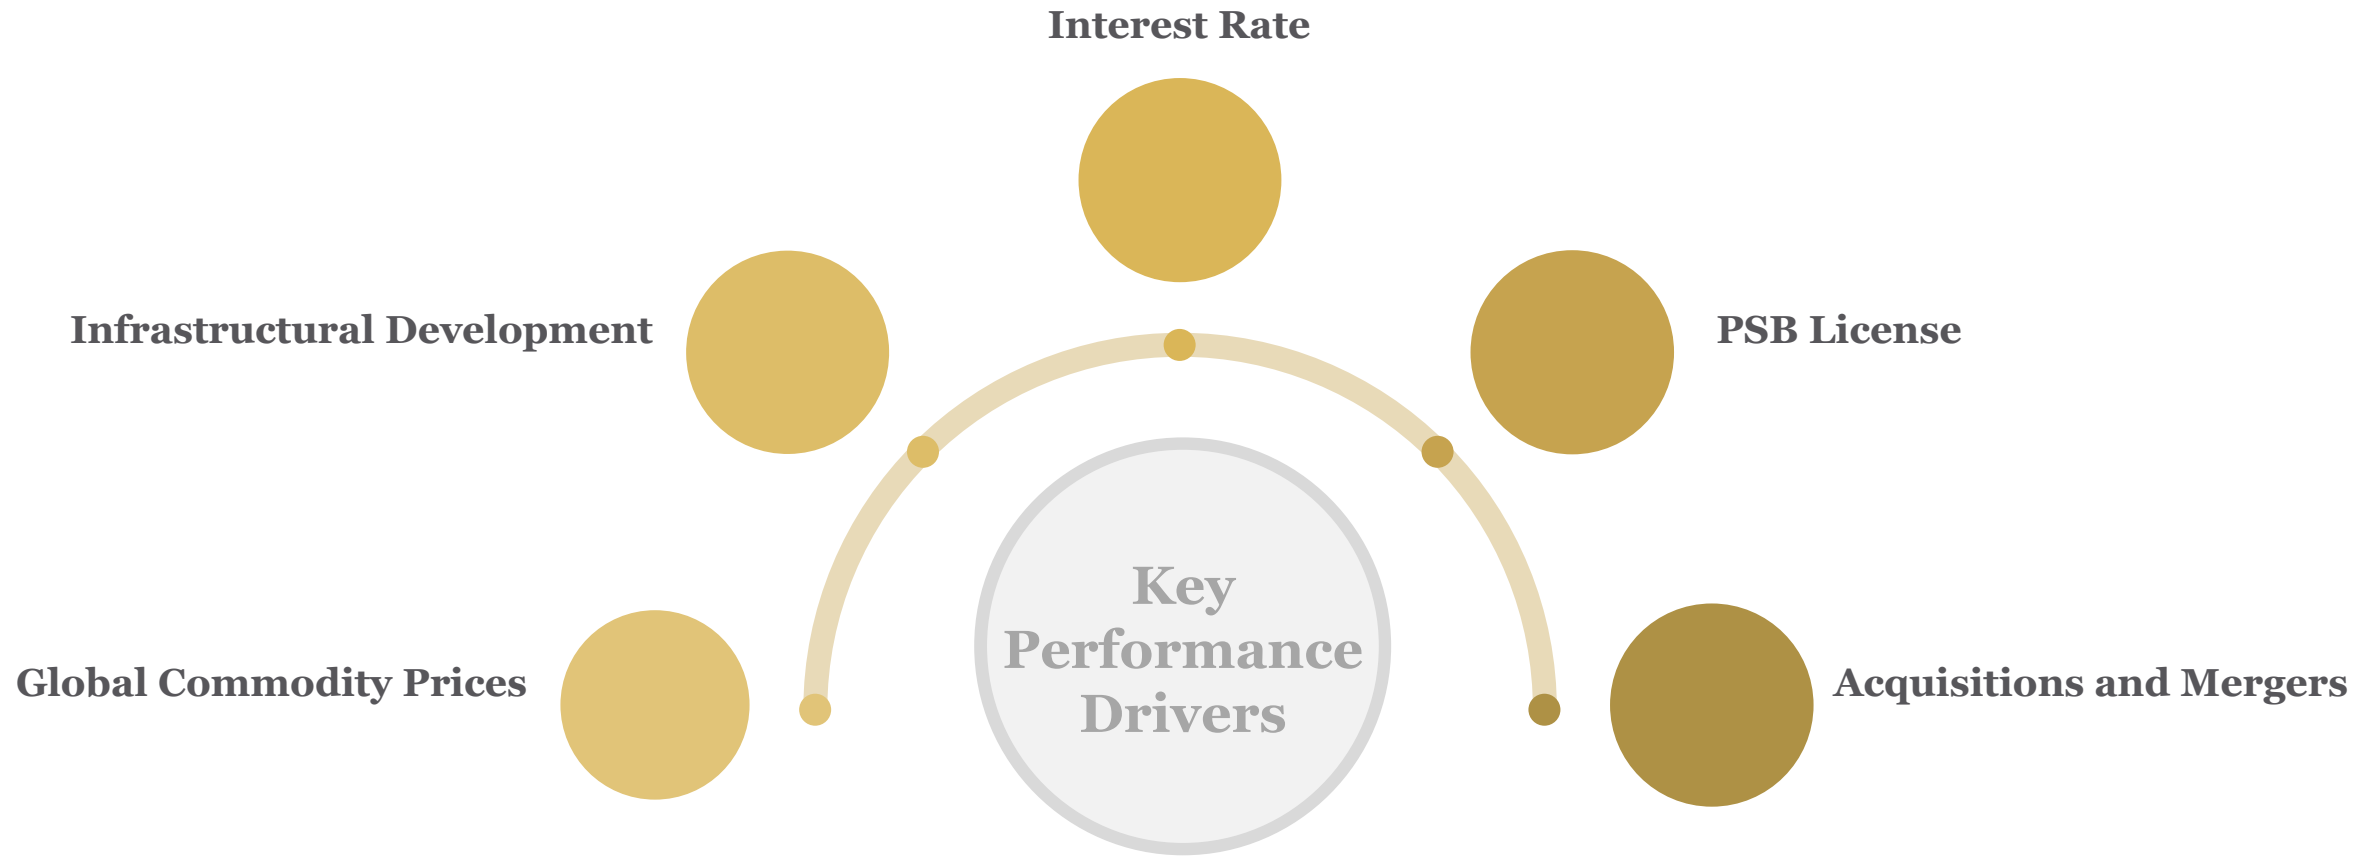 Interest Rate
Infrastructural Development
PSB License
Global Commodity Prices
Key
Performance
Drivers
Acquisitions and Mergers